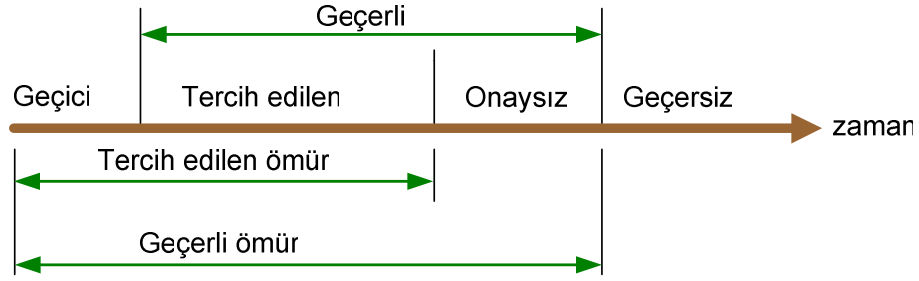 Geçerli
Geçici
Tercih edilen
Onaysız
Geçersiz
zaman
Tercih edilen ömür
Geçerli ömür